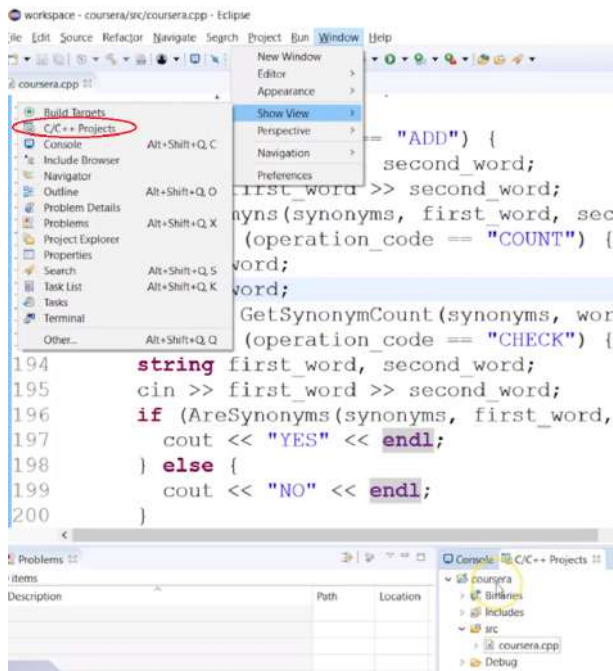 workspace - coursera/src/coursera.cpp - Eclipse
File Edit Source Refactor Navigate Search Project Run Window Help
coursera.cpp
New Window
Editor
Appearance
Show View
Perspective
Navigation
Preferences
Build Targets
C/C++ Projects
Console Alt+Shift+Q, C
Include Browser
Navigator
Outline Alt+Shift+Q, O
Problem Details
Problems Alt+Shift+Q, X
Project Explorer
Properties
Search Alt+Shift+Q, S
Task List Alt+Shift+Q, K
Tasks
Terminal
Other... Alt+Shift+Q, Q
== "ADD") {
second_word;
first_word >> second_word;
nyms(synonyms, first_word, sec
(operation_code == "COUNT") {
word;
word;
GetSynonymCount(synonyms, wor
(operation_code == "CHECK") {
194 string first_word, second_word;
195 cin >> first_word >> second_word;
196 if (AreSynonyms(synonyms, first_word,
197 cout << "YES" << endl;
198 } else {
199 cout << "NO" << endl;
200 }
Problems
items
Description Path Location
Console C/C++ Projects
coursera
Binaries
Includes
src
coursera.cpp
Debug